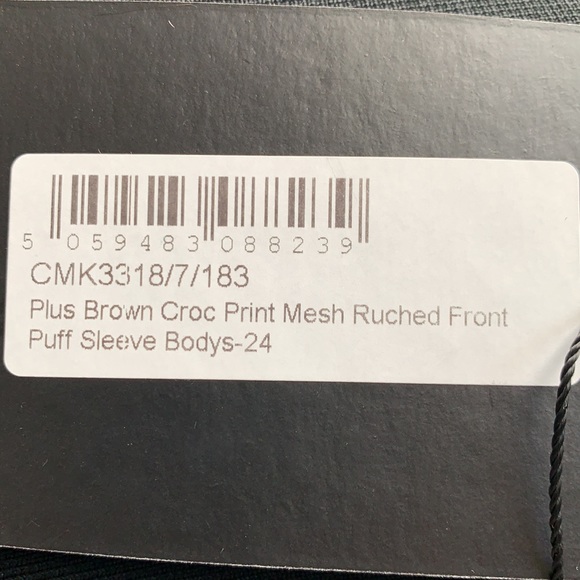 5 059483 088239
CMK3318/7/183
Plus Brown Croc Print Mesh Ruched Front
Puff Sleeve Bodys-24